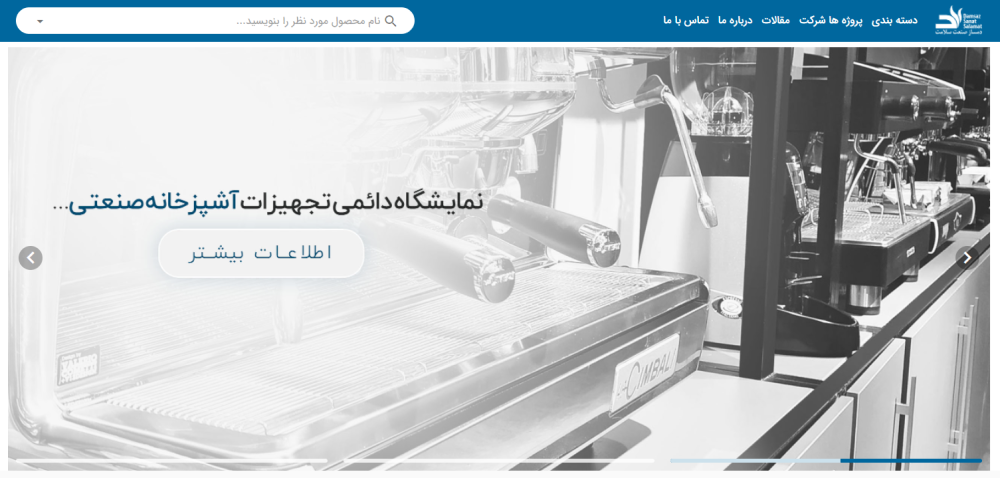 Damsaz
Sanat
Salamat
دمساز صنعت سلامت
دسته بندی
پروژه ها شرکت
مقالات
درباره ما
تماس با ما
نام محصول مورد نظر را بنویسید...
نمایشگاه دائمی تجهیزات آشپزخانه صنعتی...
اطلاعات بیشتر
CIMBAL